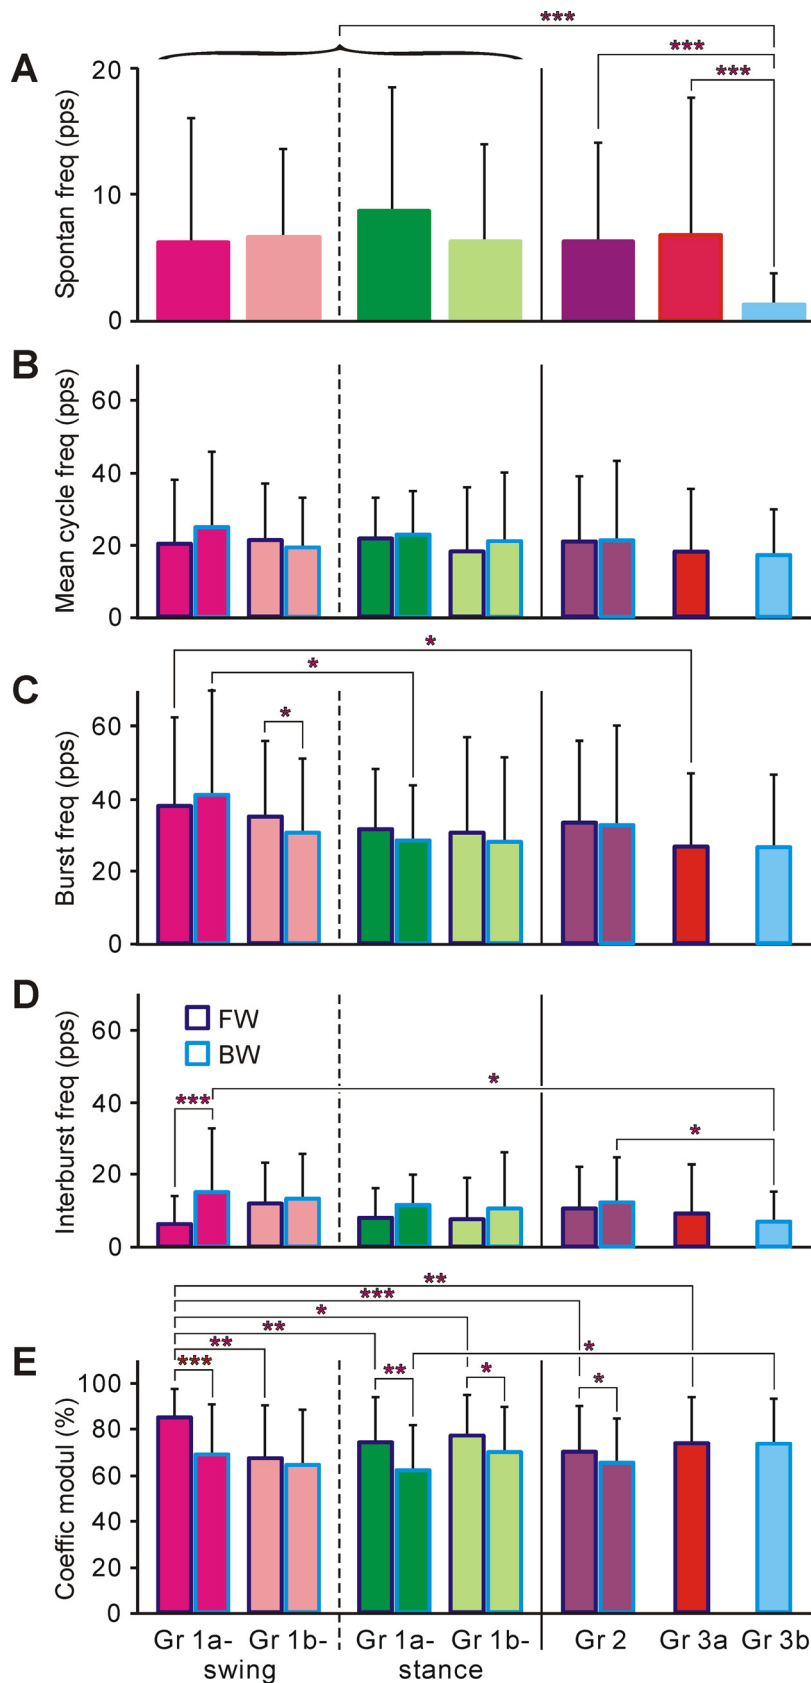 ***
***
***
A
Spontan freq (pps)
20
10
0
B
Mean cycle freq (pps)
60
40
20
0
*
*
*
C
Burst freq (pps)
60
40
20
0
D
Interburst freq (pps)
60
40
20
0
FW
BW
*
***
*
**
***
*
**
*
**
***
**
*
*
E
Coeffic modul (%)
100
80
60
40
20
0
Gr 1a- Gr 1b- Gr 1a- Gr 1b- Gr 2 Gr 3a Gr 3b
swing stance